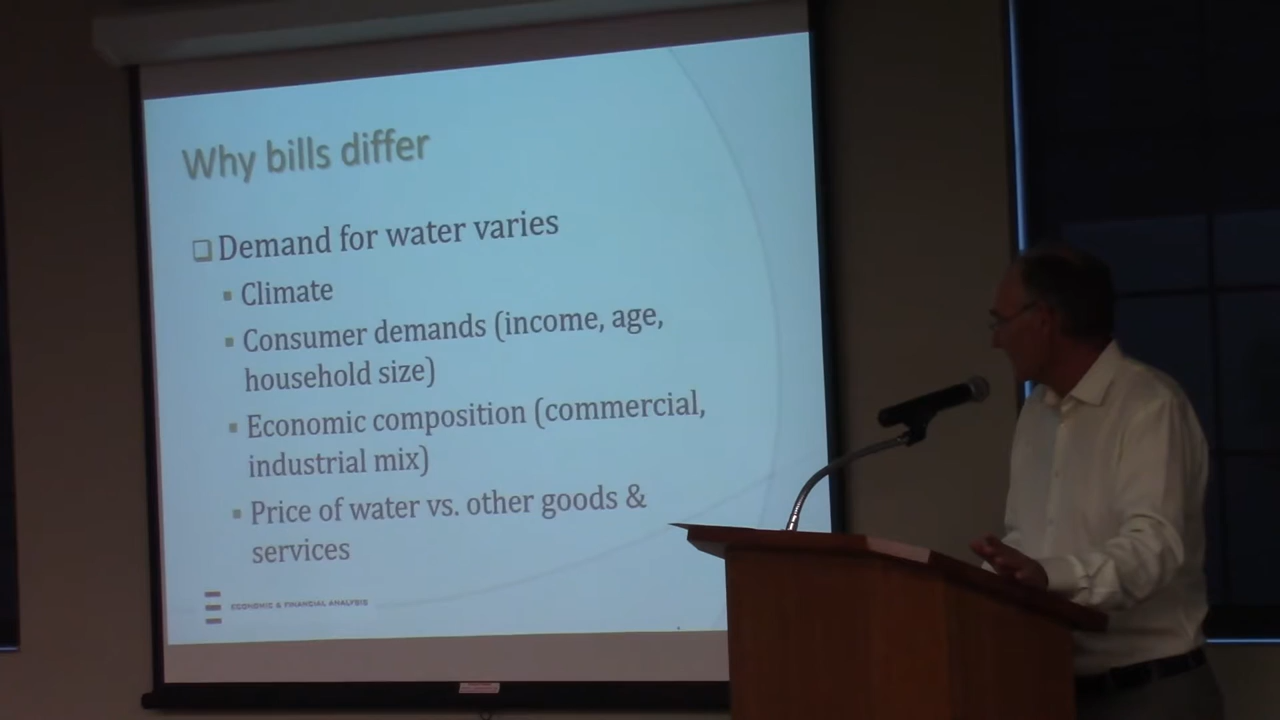 Why bills differ
Demand for water varies
Climate
Consumer demands (income, age,
household size)
Economic composition (commercial,
industrial mix)
Price of water vs. other goods &
services
ECONOMIC & FINANCIAL ANALYSIS